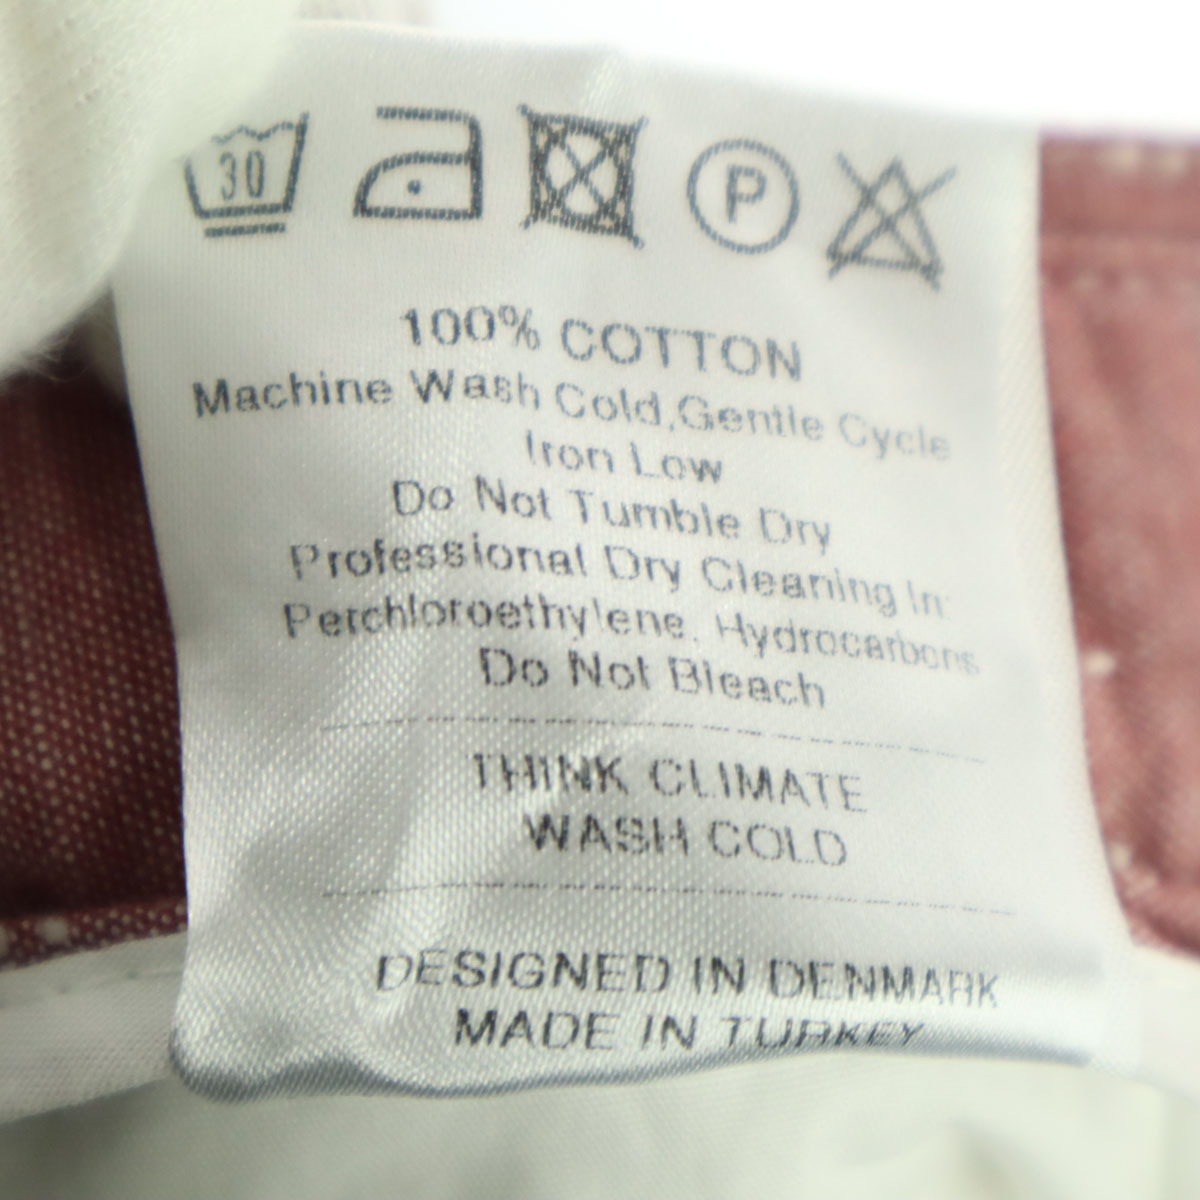 30 P
100% COTTON
Machine Wash Cold,Gentle Cycle
Iron Low
Do Not Tumble Dry
Professional Dry Cleaning In:
Perchloroethylene, Hydrocarbons
Do Not Bleach
THINK CLIMATE
WASH COLD
DESIGNED IN DENMARK
MADE IN TURKEY